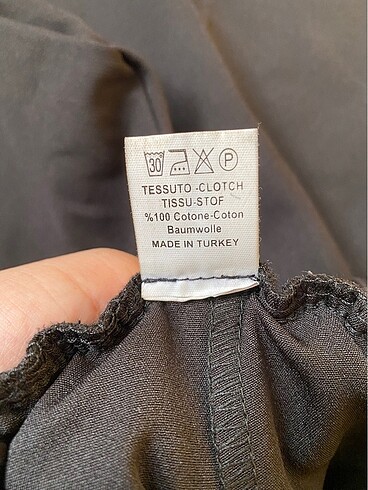 30 P
TESSUTO -CLOTCH
TISSU-STOF
%100 Cotone-Coton
Baumwolle
MADE IN TURKEY